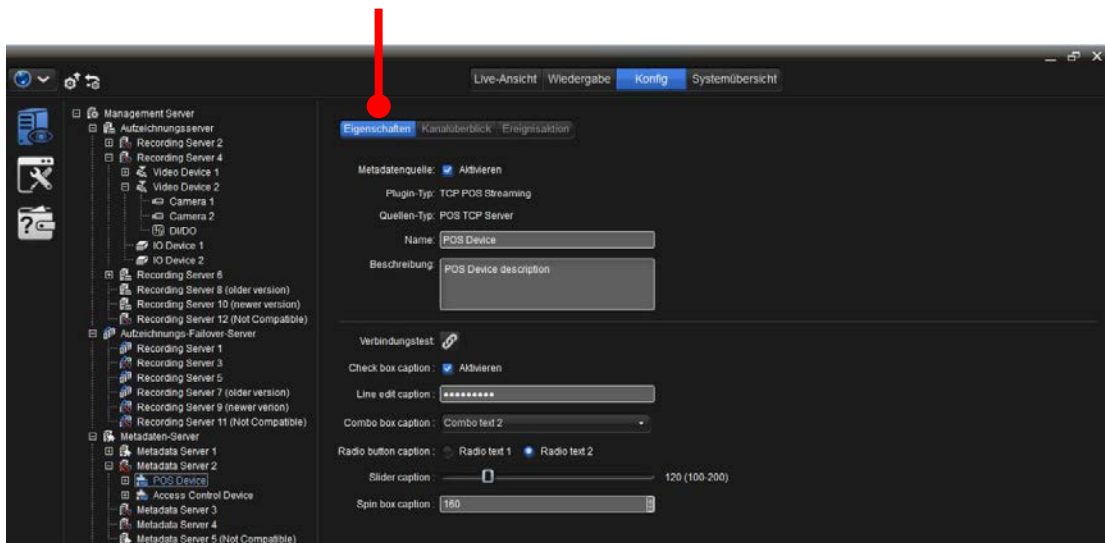 Live-Ansicht Wiedergabe Konfig Systemübersicht
Management Server
Aufzeichnungsserver
Recording Server 2
Recording Server 4
Video Device 1
Video Device 2
Camera 1
Camera 2
DI/DO
IO Device 1
IO Device 2
Recording Server 6
Recording Server 8 (older version)
Recording Server 10 (newer version)
Recording Server 12 (Not Compatible)
Aufzeichnungs-Failover-Server
Recording Server 1
Recording Server 3
Recording Server 5
Recording Server 7 (older version)
Recording Server 9 (newer verion)
Recording Server 11 (Not Compatible)
Metadaten-Server
Metadata Server 1
Metadata Server 2
POS Device
Access Control Device
Metadata Server 3
Metadata Server 4
Metadata Server 5 (Not Compatible)
Eigenschaften Kanalüberblick Ereignisaktion
Metadatenquelle: Aktivieren
Plugin-Typ: TCP POS Streaming
Quellen-Typ: POS TCP Server
Name: POS Device
Beschreibung: POS Device description
Verbindungstest
Check box caption : Aktivieren
Line edit caption : •••••••••
Combo box caption : Combo text 2
Radio button caption : Radio text 1 Radio text 2
Slider caption : 120 (100-200)
Spin box caption : 160